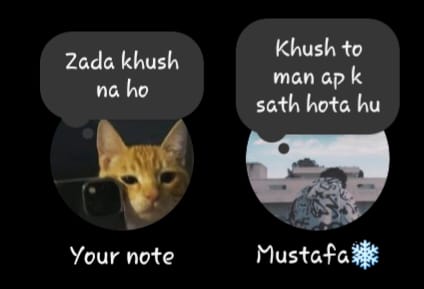 Zada khush
na ho
Your note
Khush to
man ap k
sath hota hu
Mustafa❄️